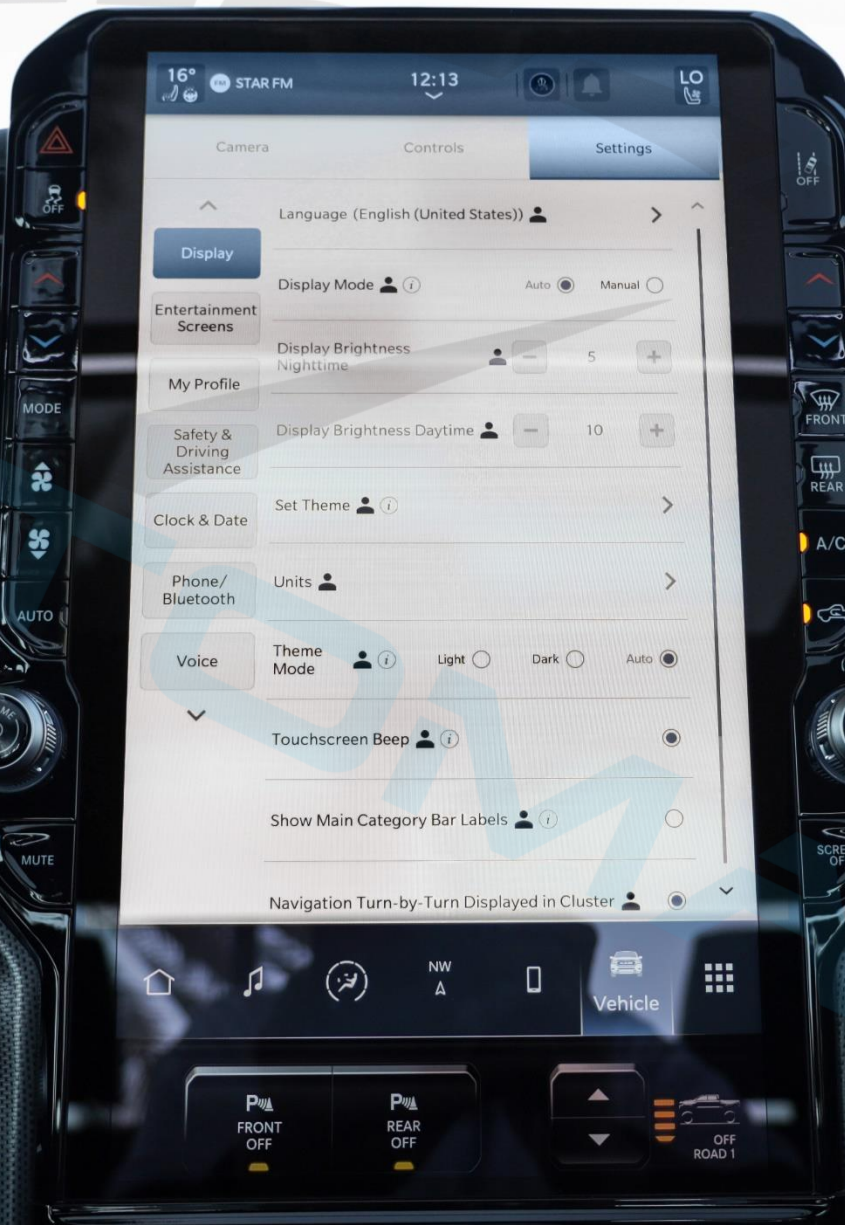 16°
FM STAR FM
12:13
LO
Camera
Controls
Settings
OFF
OFF
Display
Entertainment
Screens
My Profile
Safety &
Driving
Assistance
Clock & Date
Phone/
Bluetooth
Voice
Language (English (United States))
Display Mode
Auto
Manual
Display Brightness
Nighttime
5
Display Brightness Daytime
10
Set Theme
Units
Theme
Mode
Light
Dark
Auto
Touchscreen Beep
Show Main Category Bar Labels
Navigation Turn-by-Turn Displayed in Cluster
MODE
AUTO
MUTE
FRONT
REAR
A/C
OF
NW
Vehicle
P
FRONT
OFF
P
REAR
OFF
OFF
ROAD 1